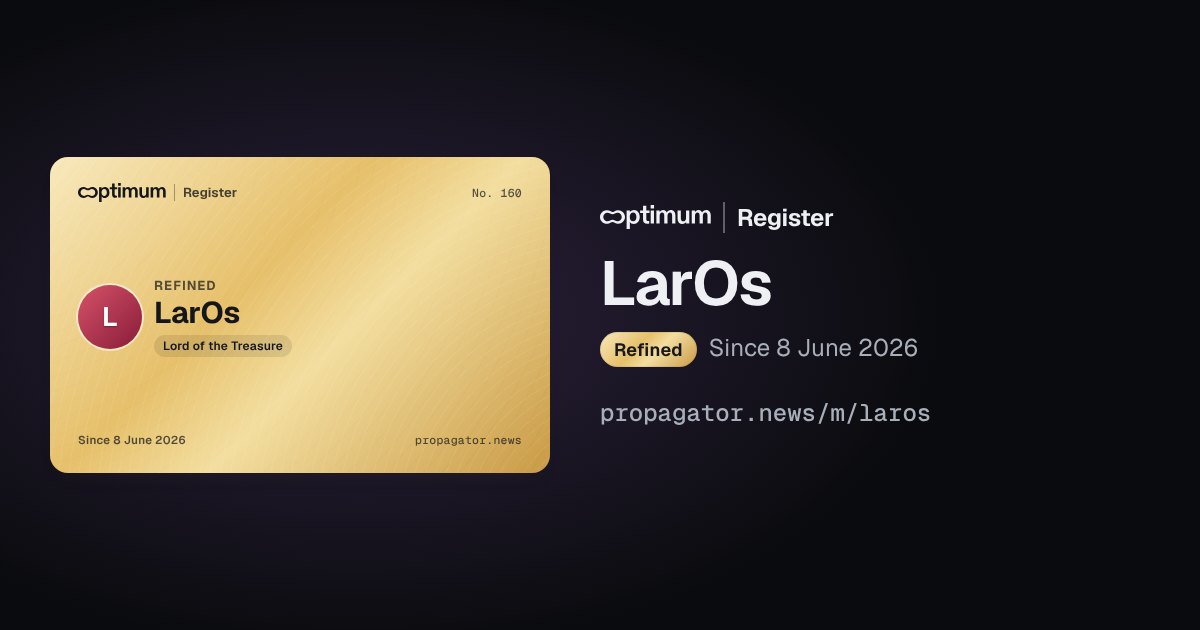 optimum | Register
No. 160
L
REFINED
LarOs
Lord of the Treasure
Since 8 June 2026
propagator.news
optimum | Register
LarOs
Refined Since 8 June 2026
propagator.news/m/laros